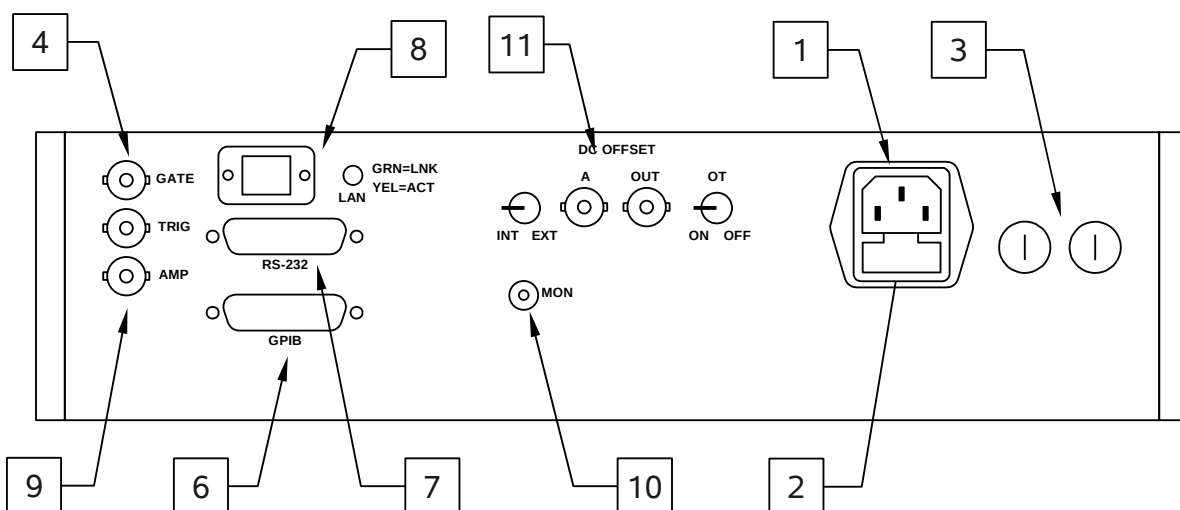 4
8
11
1
3
DC OFFSET
GATE
GRN=LNK
YEL=ACT
LAN
A
OUT
OT
TRIG
INT EXT
ON OFF
RS-232
AMP
MON
GPIB
9
6
7
10
2